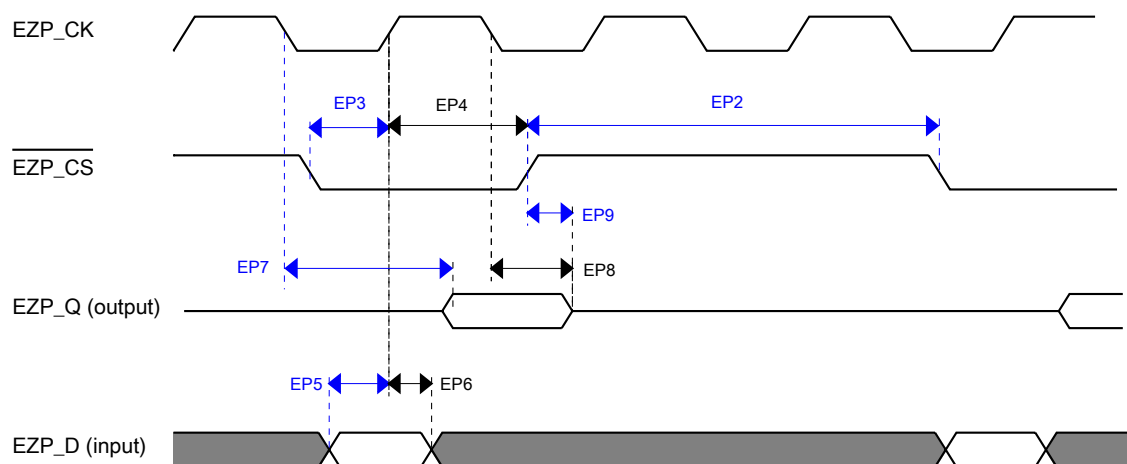 EZP_CK
EP3
EP4
EP2
EZP_CS
EP9
EP7
EP8
EZP_Q (output)
EP5
EP6
EZP_D (input)